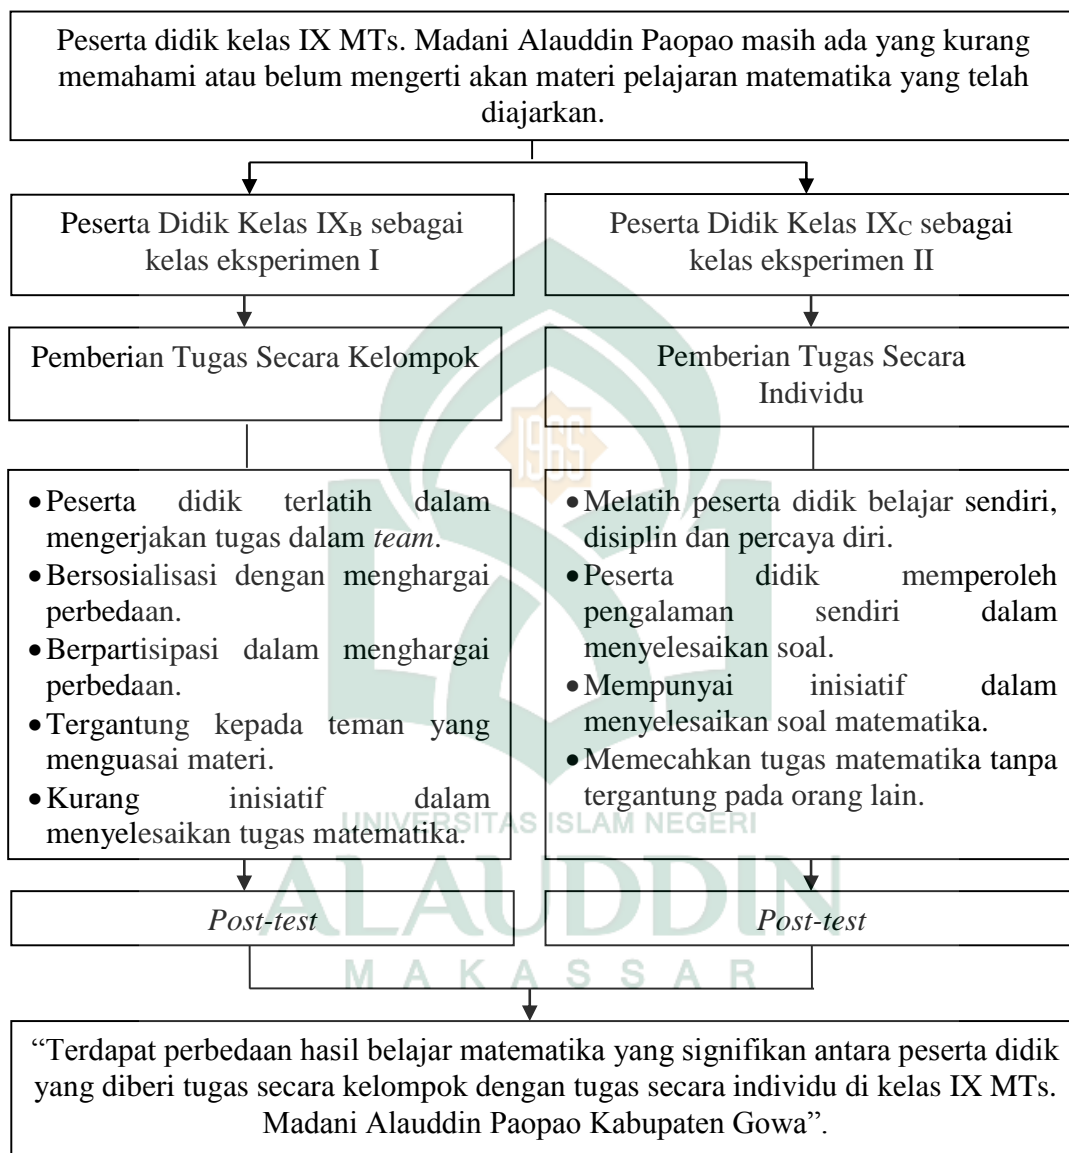 Peserta didik kelas IX MTs. Madani Alauddin Paopao masih ada yang kurang
memahami atau belum mengerti akan materi pelajaran matematika yang telah
diajarkan.
Peserta Didik Kelas IXB sebagai
kelas eksperimen I
Peserta Didik Kelas IXC sebagai
kelas eksperimen II
Pemberian Tugas Secara Kelompok
Pemberian Tugas Secara
Individu
1965
•Peserta didik terlatih dalam
mengerjakan tugas dalam team.
•Bersosialisasi dengan menghargai
perbedaan.
•Berpartisipasi dalam menghargai
perbedaan.
•Tergantung kepada teman yang
menguasai materi.
•Kurang inisiatif dalam
menyelesaikan tugas matematika.
•Melatih peserta didik belajar sendiri,
disiplin dan percaya diri.
•Peserta didik memperoleh
pengalaman sendiri dalam
menyelesaikan soal.
•Mempunyai inisiatif dalam
menyelesaikan soal matematika.
•Memecahkan tugas matematika tanpa
tergantung pada orang lain.
UNIVERSITAS ISLAM NEGERI
ALAUDDIN
MAKASSAR
Post-test
Post-test
“Terdapat perbedaan hasil belajar matematika yang signifikan antara peserta didik
yang diberi tugas secara kelompok dengan tugas secara individu di kelas IX MTs.
Madani Alauddin Paopao Kabupaten Gowa”.